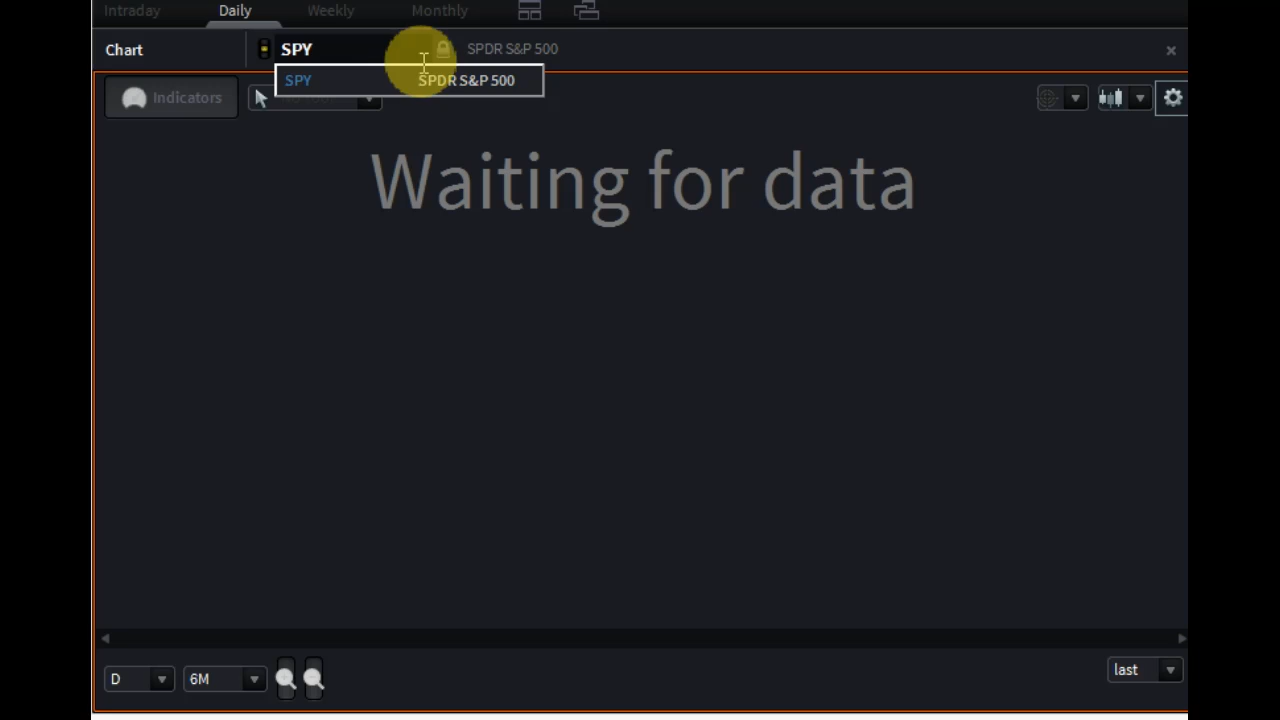 Intraday Daily Weekly Monthly
Chart SPY SPDR S&P 500
SPY SPDR S&P 500
Indicators
Waiting for data
D 6M last